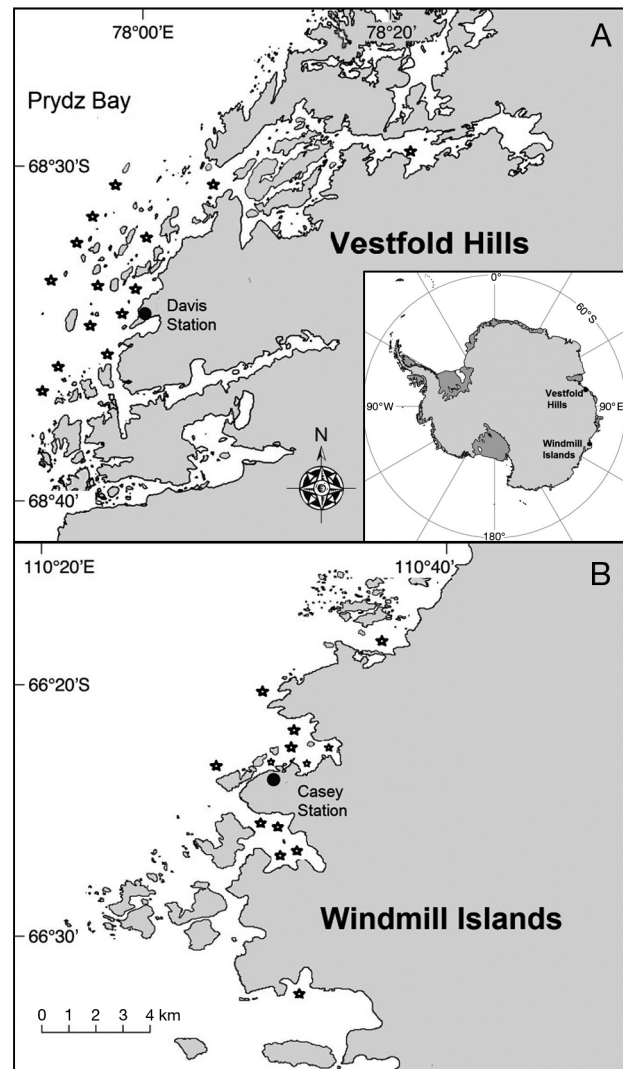 78°00'E
78°20'
A
Prydz Bay
68°30'S
Vestfold Hills
Davis
Station
0°
60°S
Vestfold
Hills
90°W
90°E
Windmill
Islands
180°
N
68°40'
110°20'E
110°40'
B
66°20'S
Casey
Station
Windmill Islands
66°30'
0 1 2 3 4 km